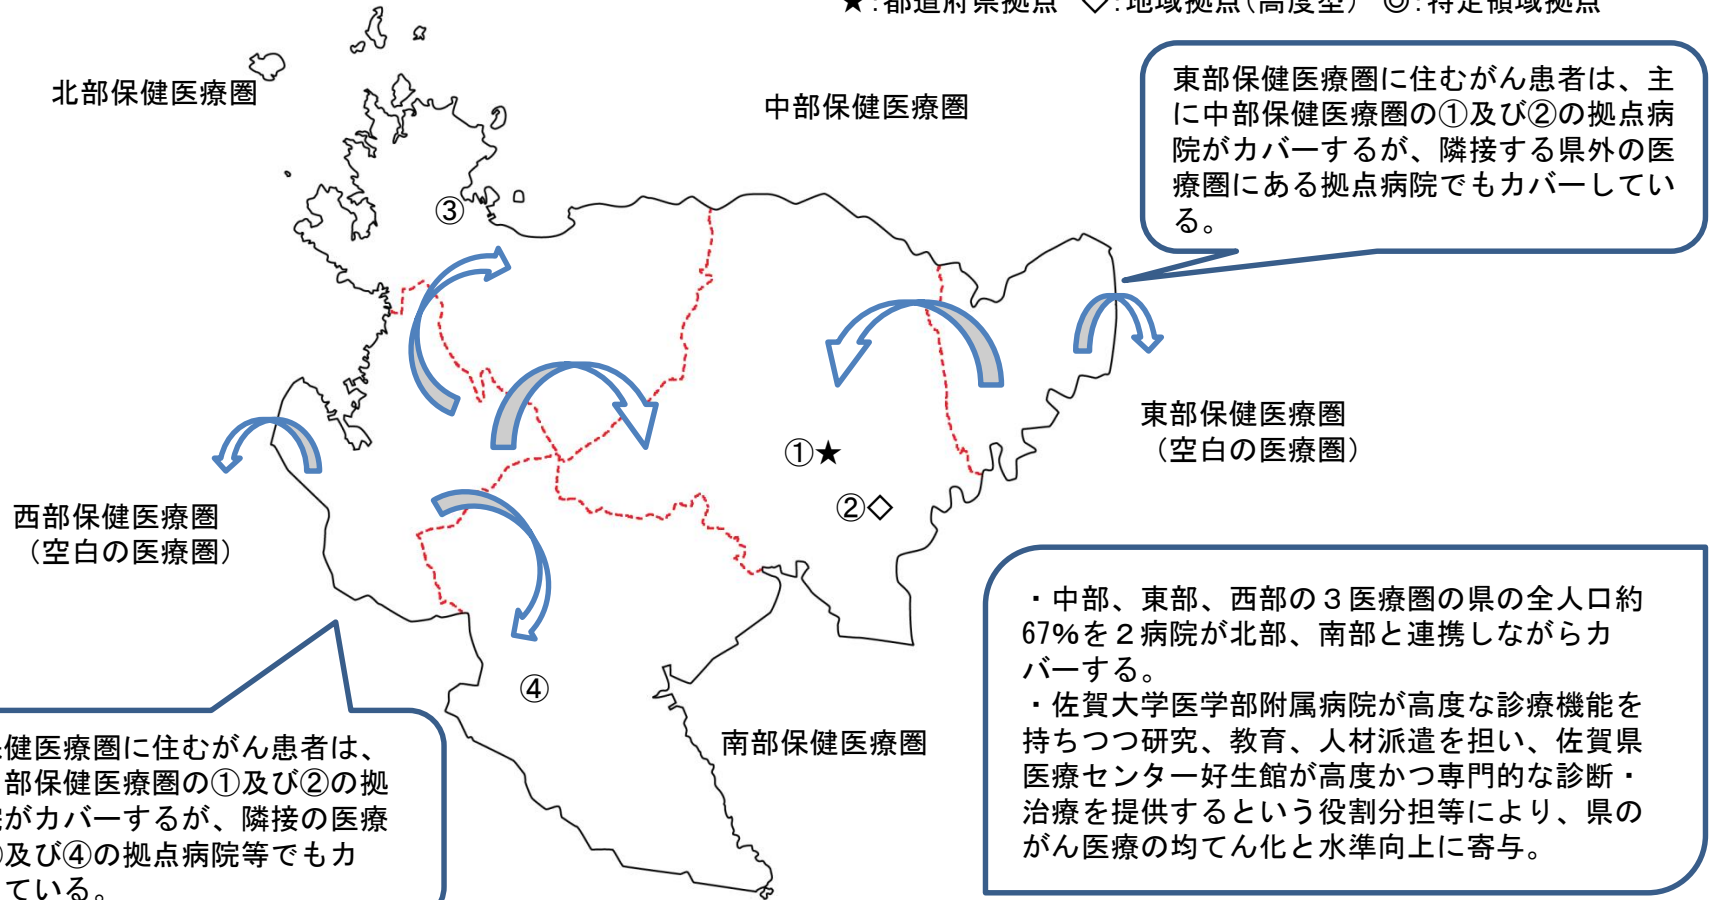 ★：都道府県拠点 ◇：地域拠点（高度型） ◎：特定領域拠点
北部保健医療圏
中部保健医療圏
東部保健医療圏に住むがん患者は、主
に中部保健医療圏の①及び②の拠点病
院がカバーするが、隣接する県外の医
療圏にある拠点病院でもカバーしてい
る。
③
東部保健医療圏
（空白の医療圏）
①★
②◇
西部保健医療圏
（空白の医療圏）
④
南部保健医療圏
・中部、東部、西部の３医療圏の県の全人口約
67%を２病院が北部、南部と連携しながらカ
バーする。
・佐賀大学医学部附属病院が高度な診療機能を
持ちつつ研究、教育、人材派遣を担い、佐賀県
医療センター好生館が高度かつ専門的な診断・
治療を提供するという役割分担等により、県の
がん医療の均てん化と水準向上に寄与。
健医療圏に住むがん患者は、
部保健医療圏の①及び②の拠
がカバーするが、隣接の医療
及び④の拠点病院等でもカ
ている。